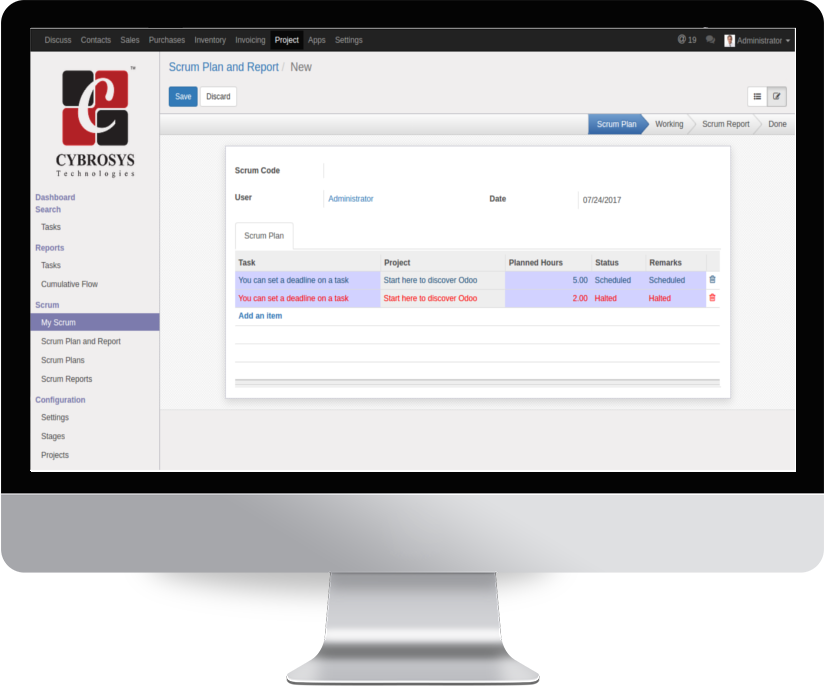 Discuss Contacts Sales Purchases Inventory Invoicing Project Apps Settings 19 Administrator
TM
CYBROSYS
Technologies
Dashboard
Search
Tasks
Reports
Tasks
Cumulative Flow
Scrum
My Scrum
Scrum Plan and Report
Scrum Plans
Scrum Reports
Configuration
Settings
Stages
Projects
Scrum Plan and Report / New
Save Discard
Scrum Plan Working Scrum Report Done
Scrum Code
User Administrator Date 07/24/2017
Scrum Plan
Task Project Planned Hours Status Remarks
You can set a deadline on a task Start here to discover Odoo 5.00 Scheduled Scheduled
You can set a deadline on a task Start here to discover Odoo 2.00 Halted Halted
Add an item